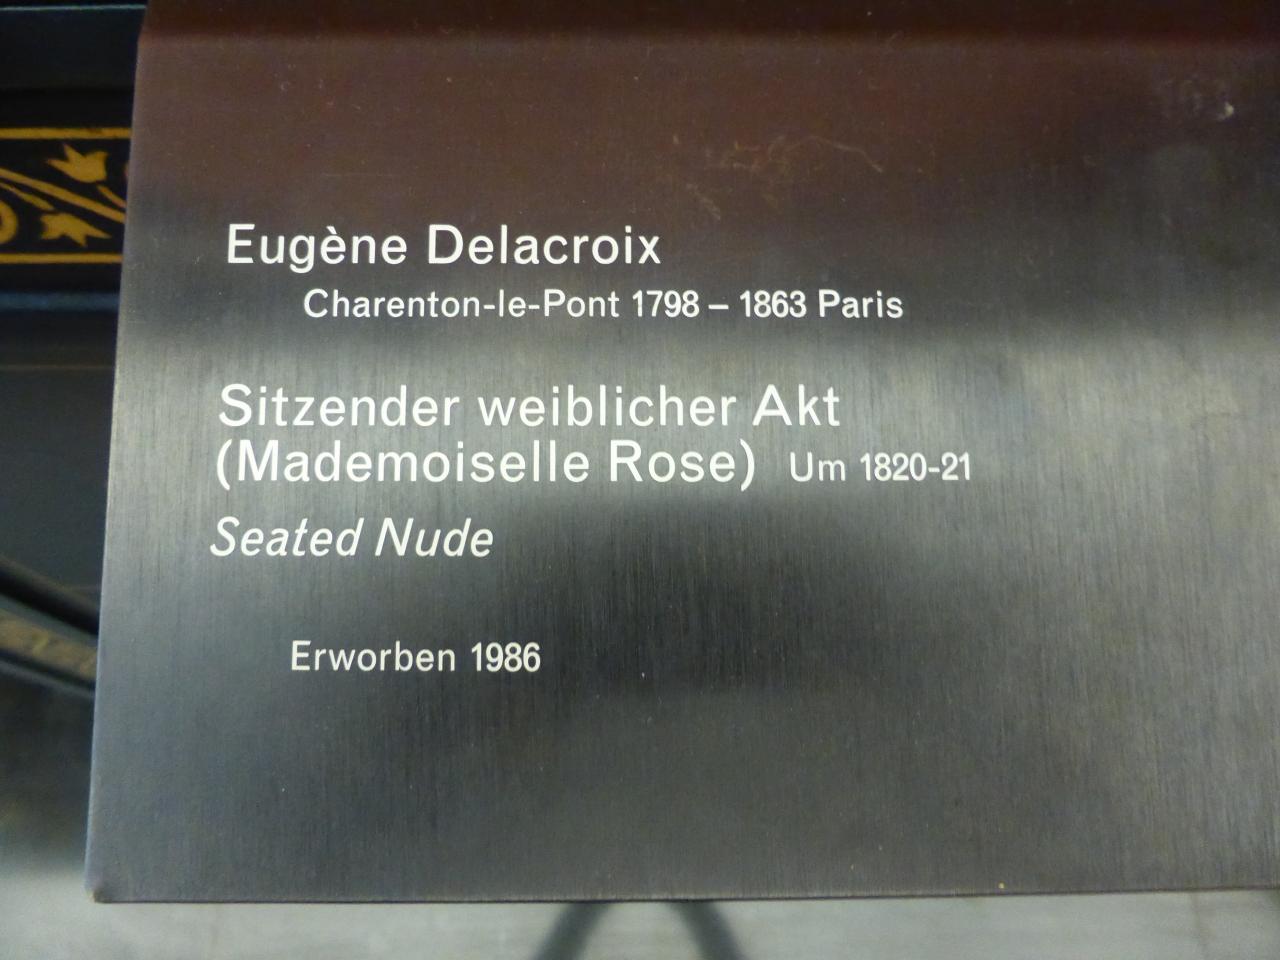 Eugène Delacroix
Charenton-le-Pont 1798 – 1863 Paris
Sitzender weiblicher Akt
(Mademoiselle Rose) Um 1820-21
Seated Nude
Erworben 1986